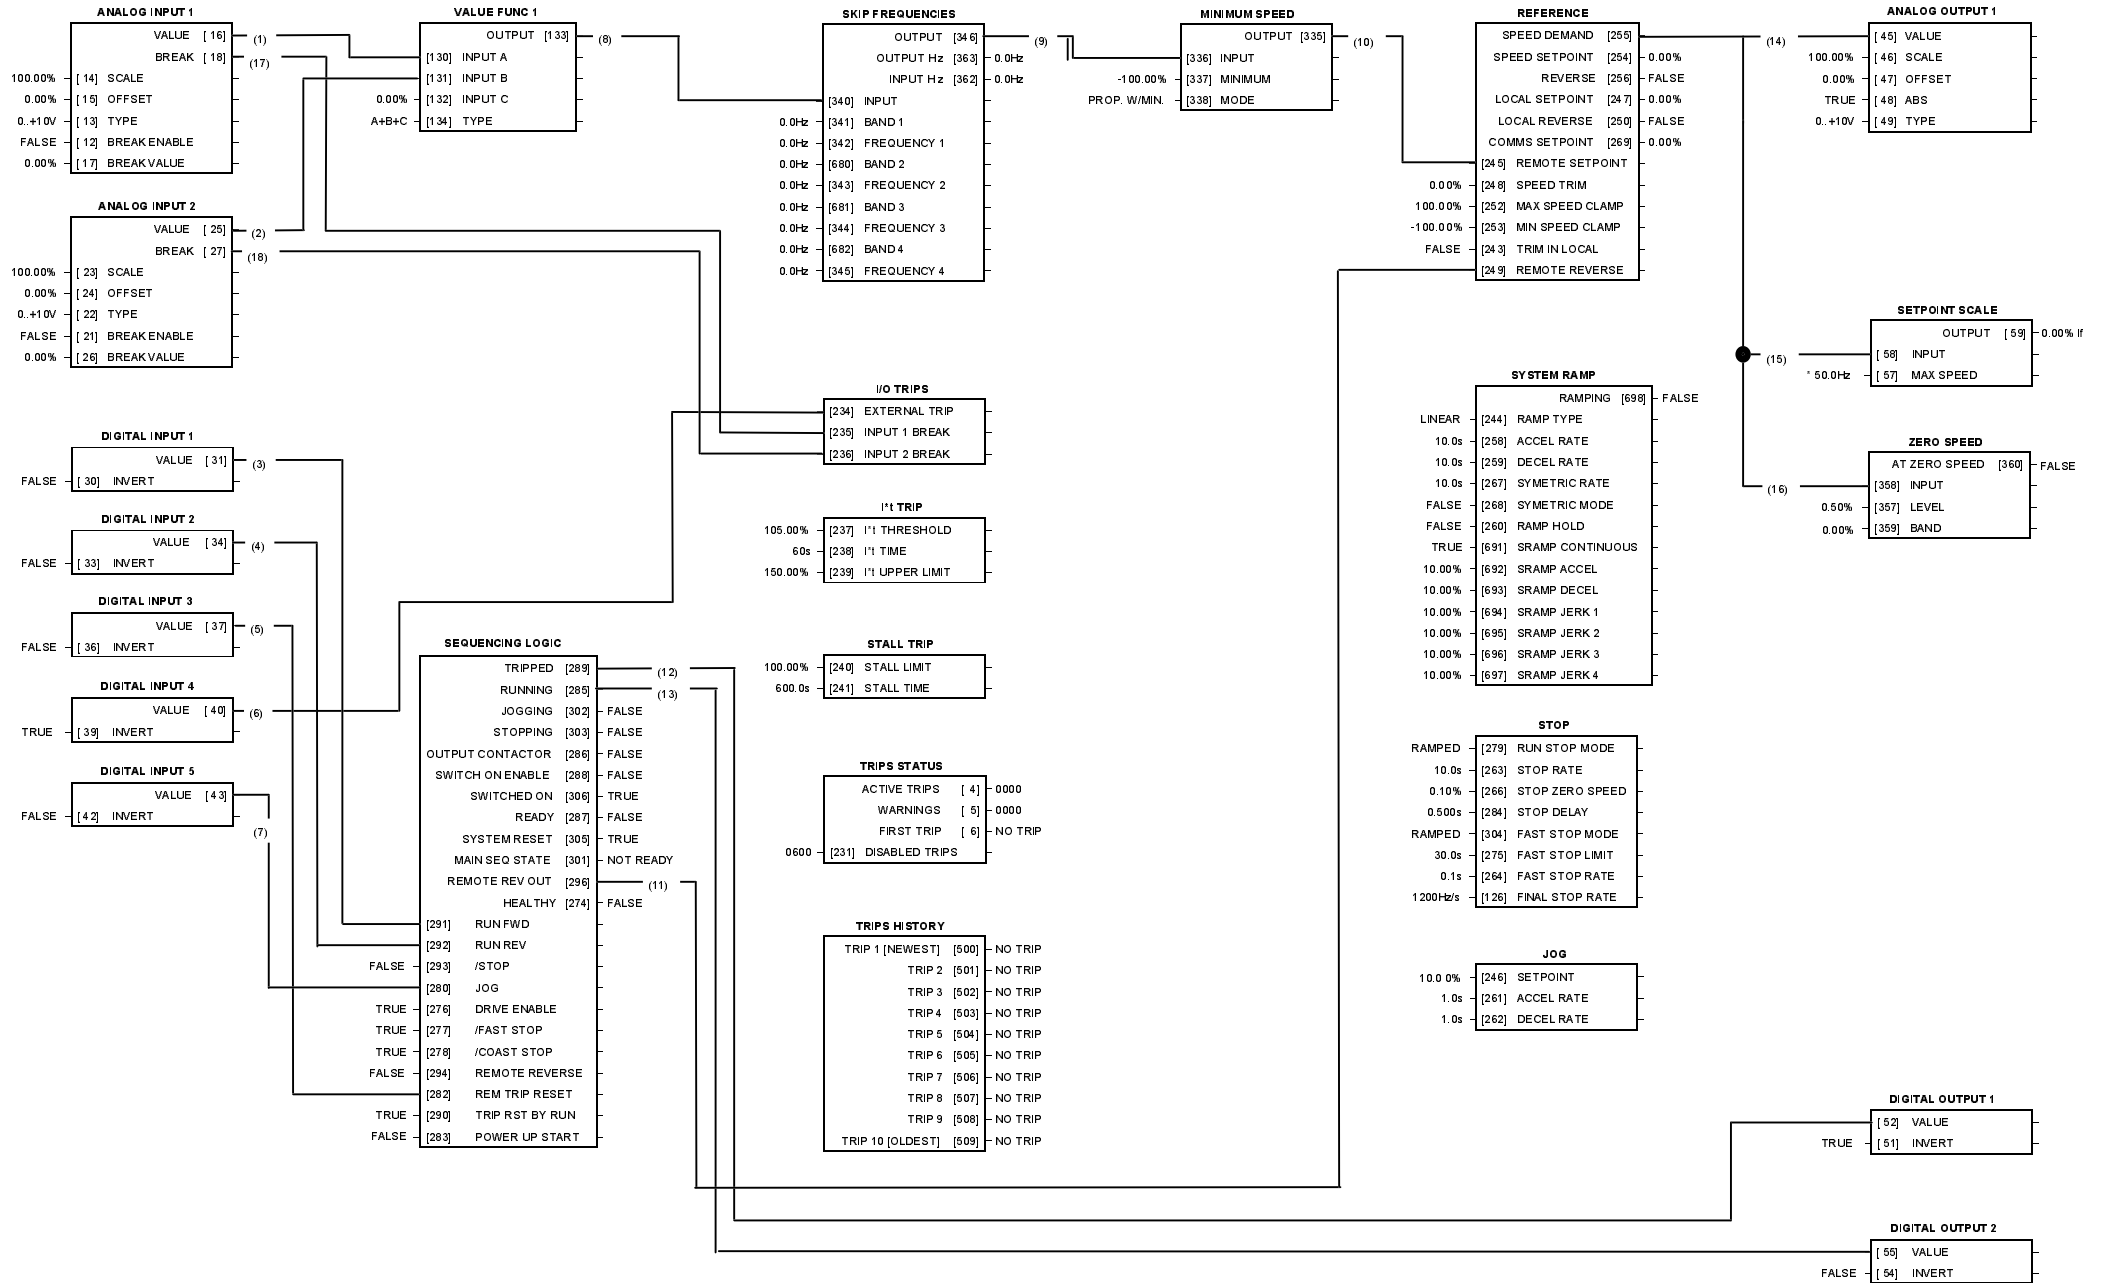 ANALOG INPUT 1
VALUE [ 16] (1)
BREAK [ 18] (17)
100.00% [ 14] SCALE
0.00% [ 15] OFFSET
0..+10V [ 13] TYPE
FALSE [ 12] BREAK ENABLE
0.00% [ 17] BREAK VALUE
ANALOG INPUT 2
VALUE [ 25] (2)
BREAK [ 27] (18)
100.00% [ 23] SCALE
0.00% [ 24] OFFSET
0..+10V [ 22] TYPE
FALSE [ 21] BREAK ENABLE
0.00% [ 26] BREAK VALUE
DIGITAL INPUT 1
VALUE [ 31] (3)
FALSE [ 30] INVERT
DIGITAL INPUT 2
VALUE [ 34] (4)
FALSE [ 33] INVERT
DIGITAL INPUT 3
VALUE [ 37] (5)
FALSE [ 36] INVERT
DIGITAL INPUT 4
VALUE [ 40] (6)
TRUE [ 39] INVERT
DIGITAL INPUT 5
VALUE [ 43]
FALSE [ 42] INVERT
(7)
VALUE FUNC 1
OUTPUT [133] (8)
[130] INPUT A
[131] INPUT B
0.00% [132] INPUT C
A+B+C [134] TYPE
SEQUENCING LOGIC
TRIPPED [289] (12)
RUNNING [285] (13)
JOGGING [302] FALSE
STOPPING [303] FALSE
OUTPUT CONTACTOR [286] FALSE
SWITCH ON ENABLE [288] FALSE
SWITCHED ON [306] TRUE
READY [287] FALSE
SYSTEM RESET [305] TRUE
MAIN SEQ STATE [301] NOT READY
REMOTE REV OUT [296] (11)
HEALTHY [274] FALSE
[291] RUN FWD
[292] RUN REV
FALSE [293] /STOP
[280] JOG
TRUE [276] DRIVE ENABLE
TRUE [277] /FAST STOP
TRUE [278] /COAST STOP
FALSE [294] REMOTE REVERSE
[282] REM TRIP RESET
TRUE [290] TRIP RST BY RUN
FALSE [283] POWER UP START
SKIP FREQUENCIES
OUTPUT [346] (9)
OUTPUT Hz [363] 0.0Hz
INPUT Hz [362] 0.0Hz
[340] INPUT
0.0Hz [341] BAND 1
0.0Hz [342] FREQUENCY 1
0.0Hz [680] BAND 2
0.0Hz [343] FREQUENCY 2
0.0Hz [681] BAND 3
0.0Hz [344] FREQUENCY 3
0.0Hz [682] BAND 4
0.0Hz [345] FREQUENCY 4
I/O TRIPS
[234] EXTERNAL TRIP
[235] INPUT 1 BREAK
[236] INPUT 2 BREAK
I*t TRIP
105.00% [237] I*t THRESHOLD
60s [238] I*t TIME
150.00% [239] I*t UPPER LIMIT
STALL TRIP
100.00% [240] STALL LIMIT
600.0s [241] STALL TIME
TRIPS STATUS
ACTIVE TRIPS [ 4] 0000
WARNINGS [ 5] 0000
FIRST TRIP [ 6] NO TRIP
0600 [231] DISABLED TRIPS
TRIPS HISTORY
TRIP 1 [NEWEST] [500] NO TRIP
TRIP 2 [501] NO TRIP
TRIP 3 [502] NO TRIP
TRIP 4 [503] NO TRIP
TRIP 5 [504] NO TRIP
TRIP 6 [505] NO TRIP
TRIP 7 [506] NO TRIP
TRIP 8 [507] NO TRIP
TRIP 9 [508] NO TRIP
TRIP 10 [OLDEST] [509] NO TRIP
MINIMUM SPEED
OUTPUT [335] (10)
[336] INPUT
-100.00% [337] MINIMUM
PROP. W/MIN. [338] MODE
REFERENCE
SPEED DEMAND [255] (14)
SPEED SETPOINT [254] 0.00%
REVERSE [256] FALSE
LOCAL SETPOINT [247] 0.00%
LOCAL REVERSE [250] FALSE
COMMS SETPOINT [269] 0.00%
[245] REMOTE SETPOINT
0.00% [248] SPEED TRIM
100.00% [252] MAX SPEED CLAMP
-100.00% [253] MIN SPEED CLAMP
FALSE [243] TRIM IN LOCAL
[249] REMOTE REVERSE
SYSTEM RAMP
RAMPING [698] FALSE
LINEAR [244] RAMP TYPE
10.0s [258] ACCEL RATE
10.0s [259] DECEL RATE
10.0s [267] SYMETRIC RATE
FALSE [268] SYMETRIC MODE
FALSE [260] RAMP HOLD
TRUE [691] SRAMP CONTINUOUS
10.00% [692] SRAMP ACCEL
10.00% [693] SRAMP DECEL
10.00% [694] SRAMP JERK 1
10.00% [695] SRAMP JERK 2
10.00% [696] SRAMP JERK 3
10.00% [697] SRAMP JERK 4
STOP
RAMPED [279] RUN STOP MODE
10.0s [263] STOP RATE
0.10% [266] STOP ZERO SPEED
0.500s [284] STOP DELAY
RAMPED [304] FAST STOP MODE
30.0s [275] FAST STOP LIMIT
0.1s [264] FAST STOP RATE
1200Hz/s [126] FINAL STOP RATE
JOG
10.0 0% [246] SETPOINT
1.0s [261] ACCEL RATE
1.0s [262] DECEL RATE
ANALOG OUTPUT 1
[ 45] VALUE
100.00% [ 46] SCALE
0.00% [ 47] OFFSET
TRUE [ 48] ABS
0..+10V [ 49] TYPE
SETPOINT SCALE
OUTPUT [ 59] 0.00% lf
(15) [ 58] INPUT
* 50.0Hz [ 57] MAX SPEED
ZERO SPEED
AT ZERO SPEED [360] FALSE
(16) [358] INPUT
0.50% [357] LEVEL
0.00% [359] BAND
DIGITAL OUTPUT 1
[ 52] VALUE
TRUE [ 51] INVERT
DIGITAL OUTPUT 2
[ 55] VALUE
FALSE [ 54] INVERT